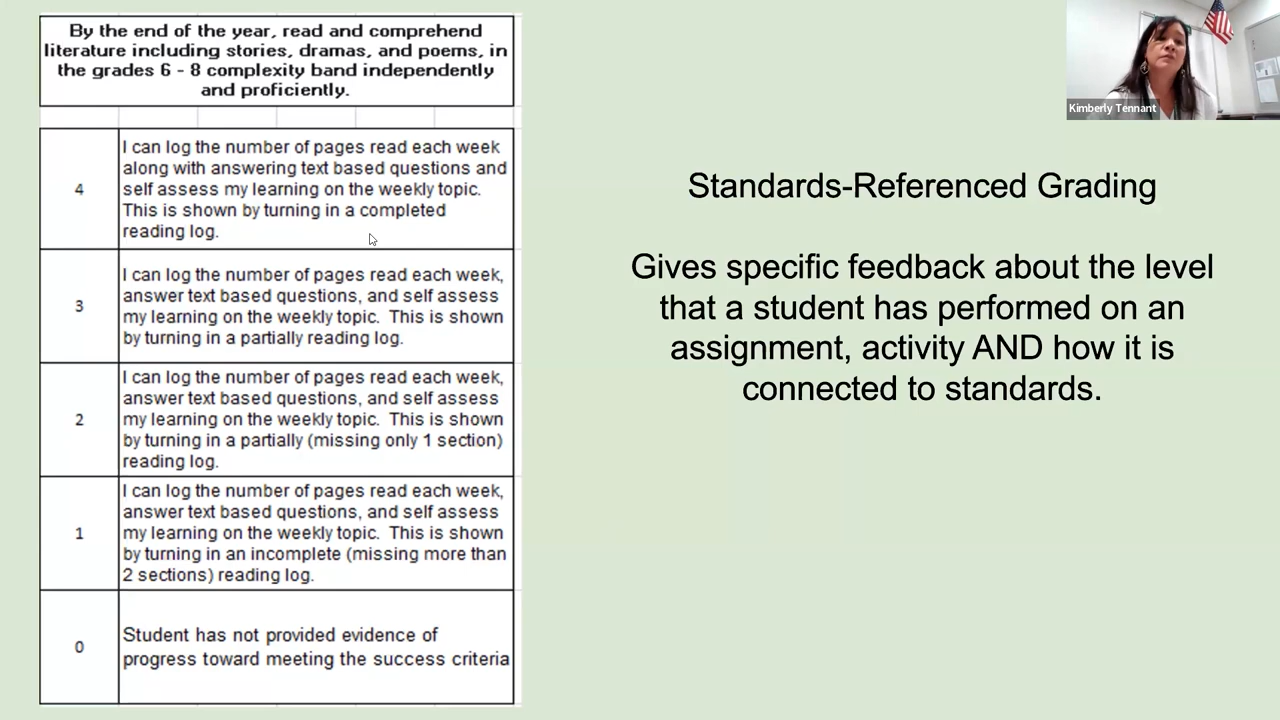 By the end of the year, read and comprehend
literature including stories, dramas, and poems, in
the grades 6 - 8 complexity band independently
and proficiently.
4
I can log the number of pages read each week
along with answering text based questions and
self assess my learning on the weekly topic.
This is shown by turning in a completed
reading log.
3
I can log the number of pages read each week,
answer text based questions, and self assess
my learning on the weekly topic. This is shown
by turning in a partially reading log.
2
I can log the number of pages read each week,
answer text based questions, and self assess
my learning on the weekly topic. This is shown
by turning in a partially (missing only 1 section)
reading log.
1
I can log the number of pages read each week,
answer text based questions, and self assess
my learning on the weekly topic. This is shown
by turning in an incomplete (missing more than
2 sections) reading log.
0
Student has not provided evidence of
progress toward meeting the success criteria
Kimberly Tennant
Standards-Referenced Grading
Gives specific feedback about the level
that a student has performed on an
assignment, activity AND how it is
connected to standards.